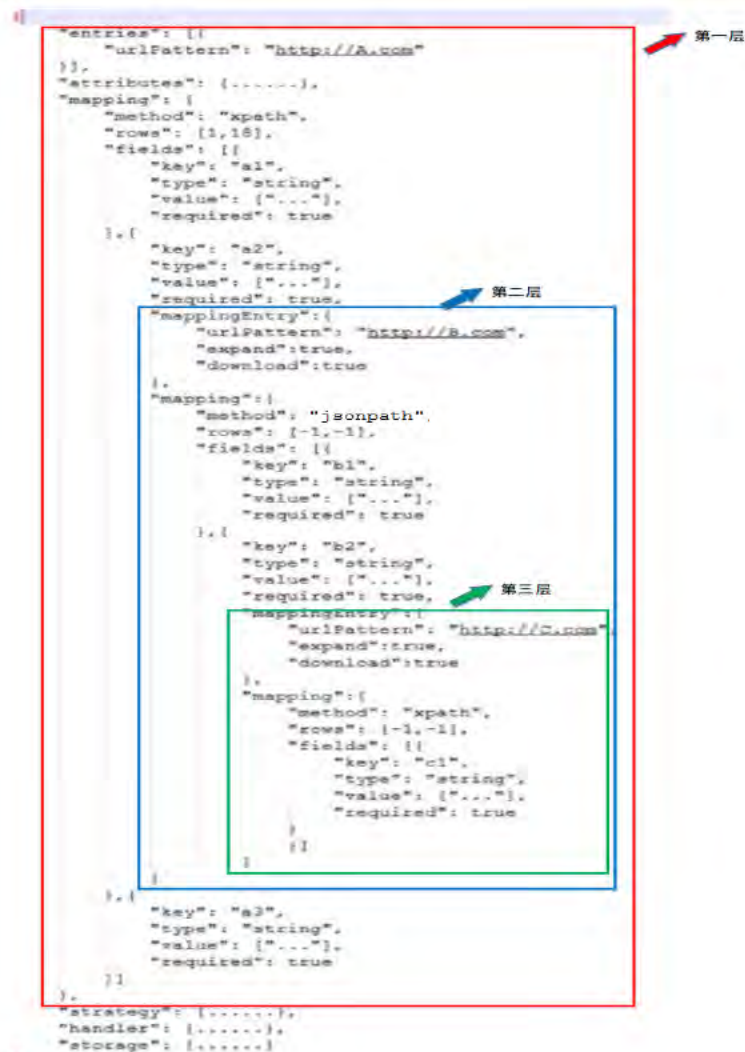 {
"entries": [{
"urlPattern": "http://A.com"
}],
"attributes": {......},
"mapping": {
"method": "xpath",
"rows": [1,18],
"fields": [{
"key": "a1",
"type": "string",
"value": ["..."],
"required": true
},{
"key": "a2",
"type": "string",
"value": ["..."],
"required": true,
"mappingEntry":{
"urlPattern": "http://B.com",
"expand":true,
"download":true
},
"mapping":{
"method": "jsonpath",
"rows": [-1,-1],
"fields": [{
"key": "b1",
"type": "string",
"value": ["..."],
"required": true
},{
"key": "b2",
"type": "string",
"value": ["..."],
"required": true,
"mappingEntry":{
"urlPattern": "http://C.com",
"expand":true,
"download":true
},
"mapping":{
"method": "xpath",
"rows": [-1,-1],
"fields": [{
"key": "c1",
"type": "string",
"value": ["..."],
"required": true
}
}]
}
}
},{
"key": "a3",
"type": "string",
"value": ["..."],
"required": true
}]
},
"strategy": {......},
"handler": {......},
"storage": {......}
第一层
第二层
第三层